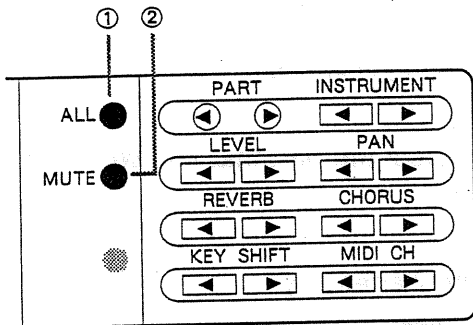 ① ②
PART INSTRUMENT
ALL
LEVEL PAN
MUTE
REVERB CHORUS
KEY SHIFT MIDI CH